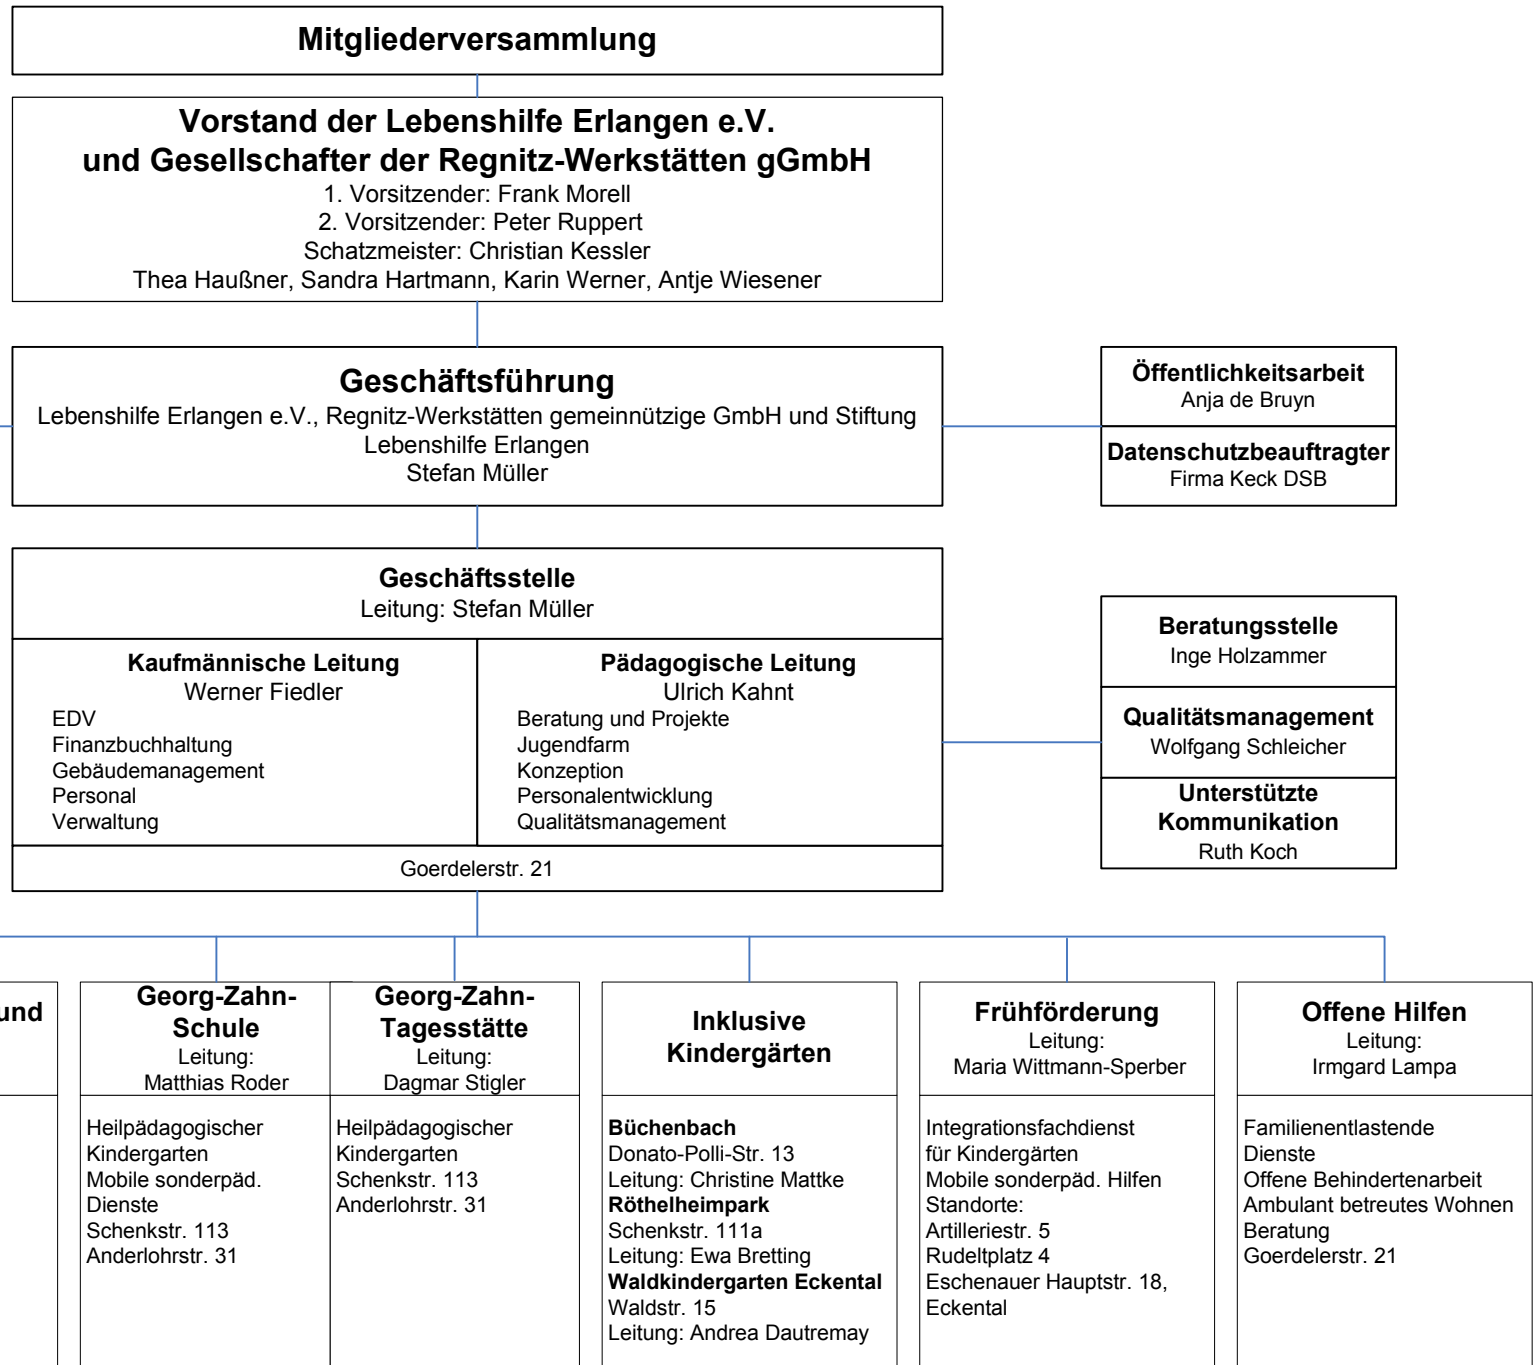 Mitgliederversammlung
Vorstand der Lebenshilfe Erlangen e.V.
und Gesellschafter der Regnitz-Werkstätten gGmbH
1. Vorsitzender: Frank Morell
2. Vorsitzender: Peter Ruppert
Schatzmeister: Christian Kessler
Thea Haußner, Sandra Hartmann, Karin Werner, Antje Wiesener
Geschäftsführung
Lebenshilfe Erlangen e.V., Regnitz-Werkstätten gemeinnützige GmbH und Stiftung
Lebenshilfe Erlangen
Stefan Müller
Öffentlichkeitsarbeit
Anja de Bruyn
Datenschutzbeauftragter
Firma Keck DSB
Geschäftsstelle
Leitung: Stefan Müller
Kaufmännische Leitung
Werner Fiedler
EDV
Finanzbuchhaltung
Gebäudemanagement
Personal
Verwaltung
Pädagogische Leitung
Ulrich Kahnt
Beratung und Projekte
Jugendfarm
Konzeption
Personalentwicklung
Qualitätsmanagement
Goerdelerstr. 21
Beratungsstelle
Inge Holzammer
Qualitätsmanagement
Wolfgang Schleicher
Unterstützte
Kommunikation
Ruth Koch
und
Georg-Zahn-
Schule
Leitung:
Matthias Roder
Heilpädagogischer
Kindergarten
Mobile sonderpäd.
Dienste
Schenkstr. 113
Anderlohrstr. 31
Georg-Zahn-
Tagesstätte
Leitung:
Dagmar Stigler
Heilpädagogischer
Kindergarten
Schenkstr. 113
Anderlohrstr. 31
Inklusive
Kindergärten
Büchenbach
Donato-Polli-Str. 13
Leitung: Christine Mattke
Röthelheimpark
Schenkstr. 111a
Leitung: Ewa Bretting
Waldkindergarten Eckental
Waldstr. 15
Leitung: Andrea Dautremay
Frühförderung
Leitung:
Maria Wittmann-Sperber
Integrationsfachdienst
für Kindergärten
Mobile sonderpäd. Hilfen
Standorte:
Artilleriestr. 5
Rudeltplatz 4
Eschenauer Hauptstr. 18,
Eckental
Offene Hilfen
Leitung:
Irmgard Lampa
Familienentlastende
Dienste
Offene Behindertenarbeit
Ambulant betreutes Wohnen
Beratung
Goerdelerstr. 21